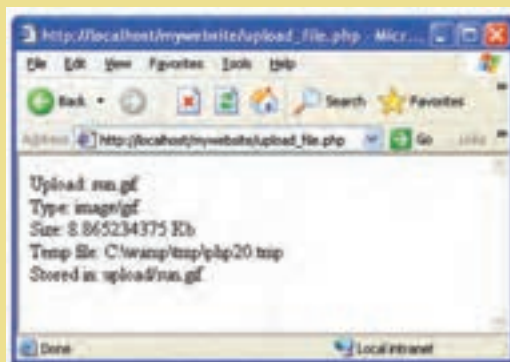 http://localhost/mywebsite/upload_file.php - Micr...
File Edit View Favorites Tools Help
Back Search Favorites
Address http://localhost/mywebsite/upload_file.php Go Links
Upload: sun.gif
Type: image/gif
Size: 8.865234375 Kb
Temp file: C:\wamp\tmp\php20.tmp
Stored in: upload/sun.gif
Done Local intranet